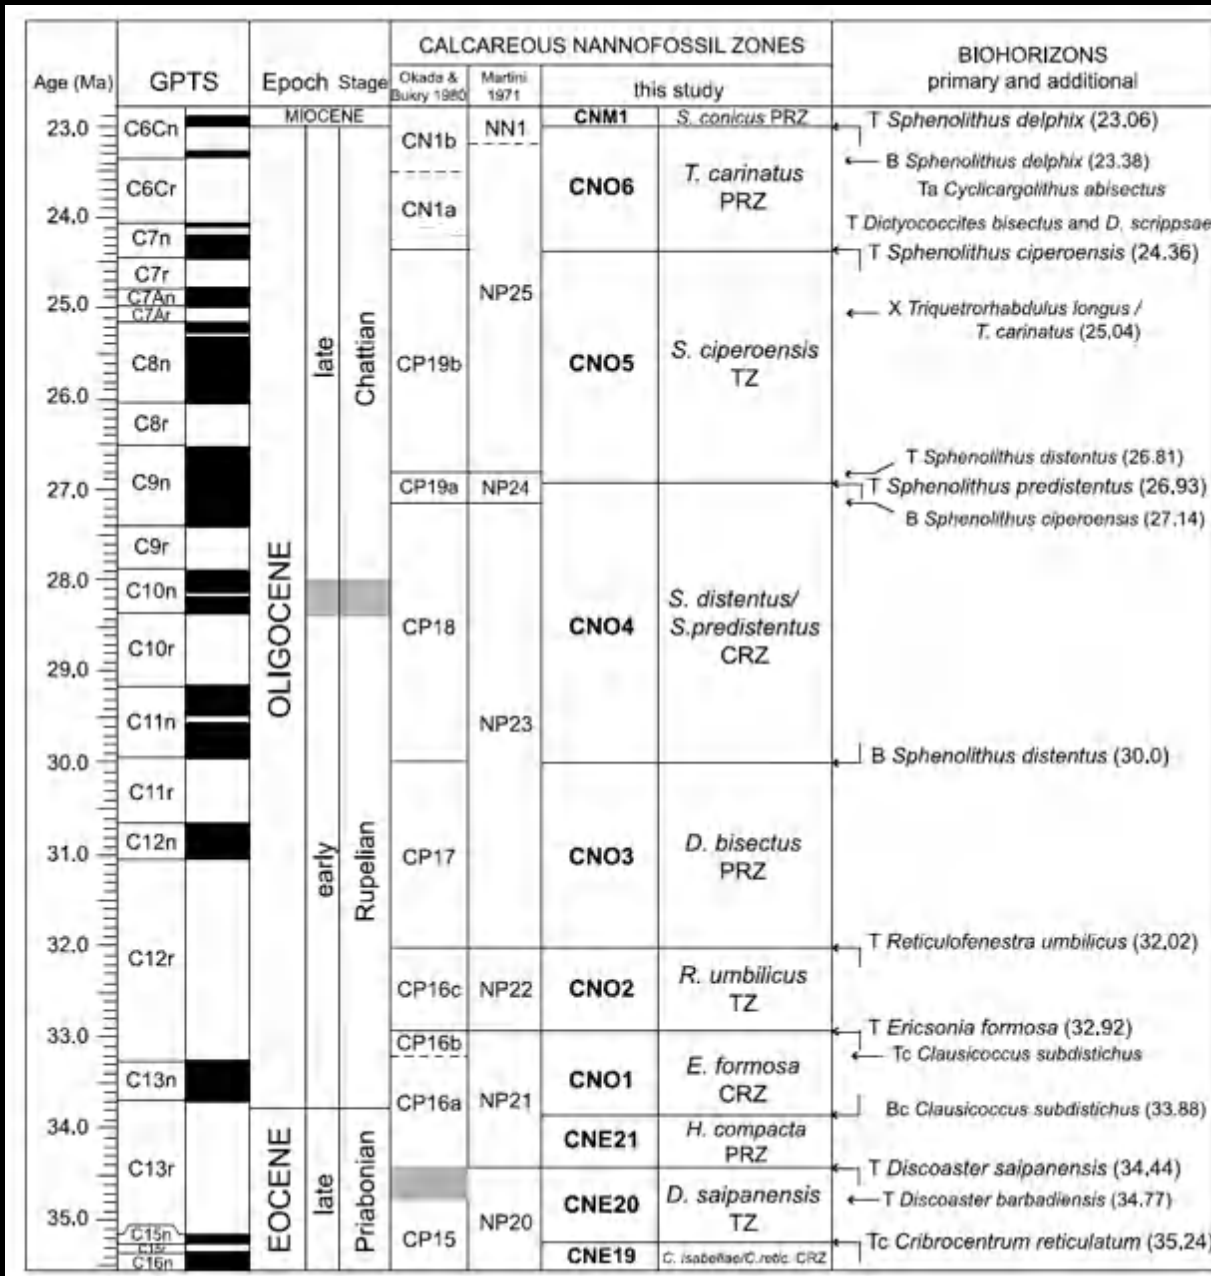 CALCAREOUS NANNOFOSSIL ZONES
BIOHORIZONS
primary and additional
Age (Ma)
GPTS
Epoch
Stage
Okada &
Bukry 1980
Martini
1971
this study
23.0
24.0
25.0
26.0
27.0
28.0
29.0
30.0
31.0
32.0
33.0
34.0
35.0
C6Cn
C6Cr
C7n
C7r
C7An
C7Ar
C8n
C8r
C9n
C9r
C10n
C10r
C11n
C11r
C12n
C12r
C13n
C13r
C15n
C16n
MIOCENE
OLIGOCENE
EOCENE
late
early
late
Chattian
Rupelian
Priabonian
CN1b
CN1a
CP19b
CP19a
CP18
CP17
CP16c
CP16b
CP16a
CP15
NN1
NP25
NP24
NP23
NP22
NP21
NP20
CNM1
CNO6
CNO5
CNO4
CNO3
CNO2
CNO1
CNE21
CNE20
CNE19
S. conicus PRZ
T. carinatus
PRZ
S. ciperoensis
TZ
S. distentus/
S.predistentus
CRZ
D. bisectus
PRZ
R. umbilicus
TZ
E. formosa
CRZ
H. compacta
PRZ
D. saipanensis
TZ
C. isabellae/C.retic. CRZ
T Sphenolithus delphix (23.06)
B Sphenolithus delphix (23.38)
Ta Cyclicargolithus abisectus
T Dictyococcites bisectus and D. scrippsae
T Sphenolithus ciperoensis (24.36)
X Triquetrorhabdulus longus /
T. carinatus (25,04)
T Sphenolithus distentus (26.81)
T Sphenolithus predistentus (26.93)
B Sphenolithus ciperoensis (27.14)
B Sphenolithus distentus (30.0)
T Reticulofenestra umbilicus (32,02)
T Ericsonia formosa (32.92)
Tc Clausicoccus subdistichus
Bc Clausicoccus subdistichus (33.88)
T Discoaster saipanensis (34,44)
T Discoaster barbadiensis (34.77)
Tc Cribrocentrum reticulatum (35,24)